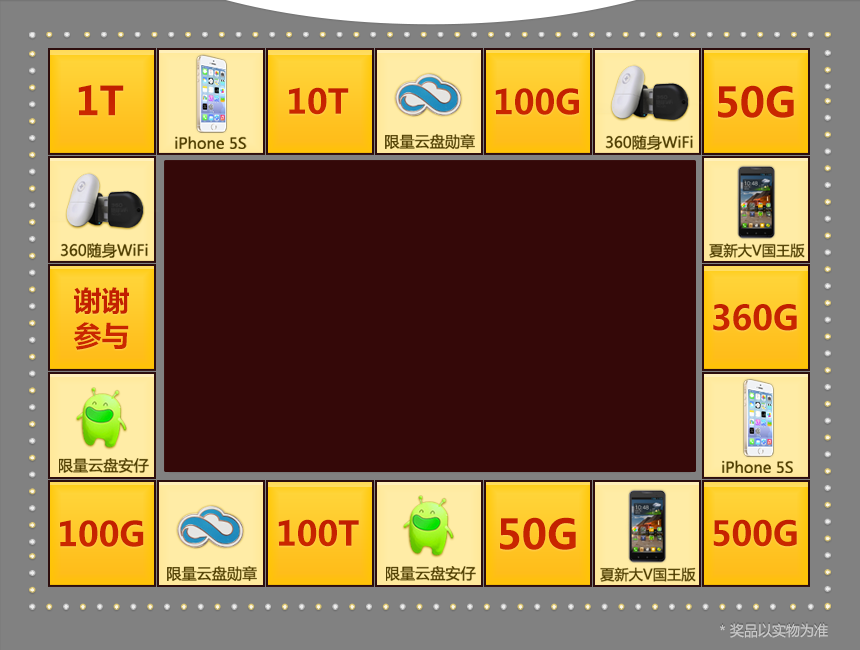 1T
iPhone 5S
10T
限量云盘勋章
100G
360随身WiFi
50G
360随身WiFi
夏新大V国王版
谢谢
参与
360G
限量云盘安仔
iPhone 5S
100G
限量云盘勋章
100T
限量云盘安仔
50G
夏新大V国王版
500G
* 奖品以实物为准